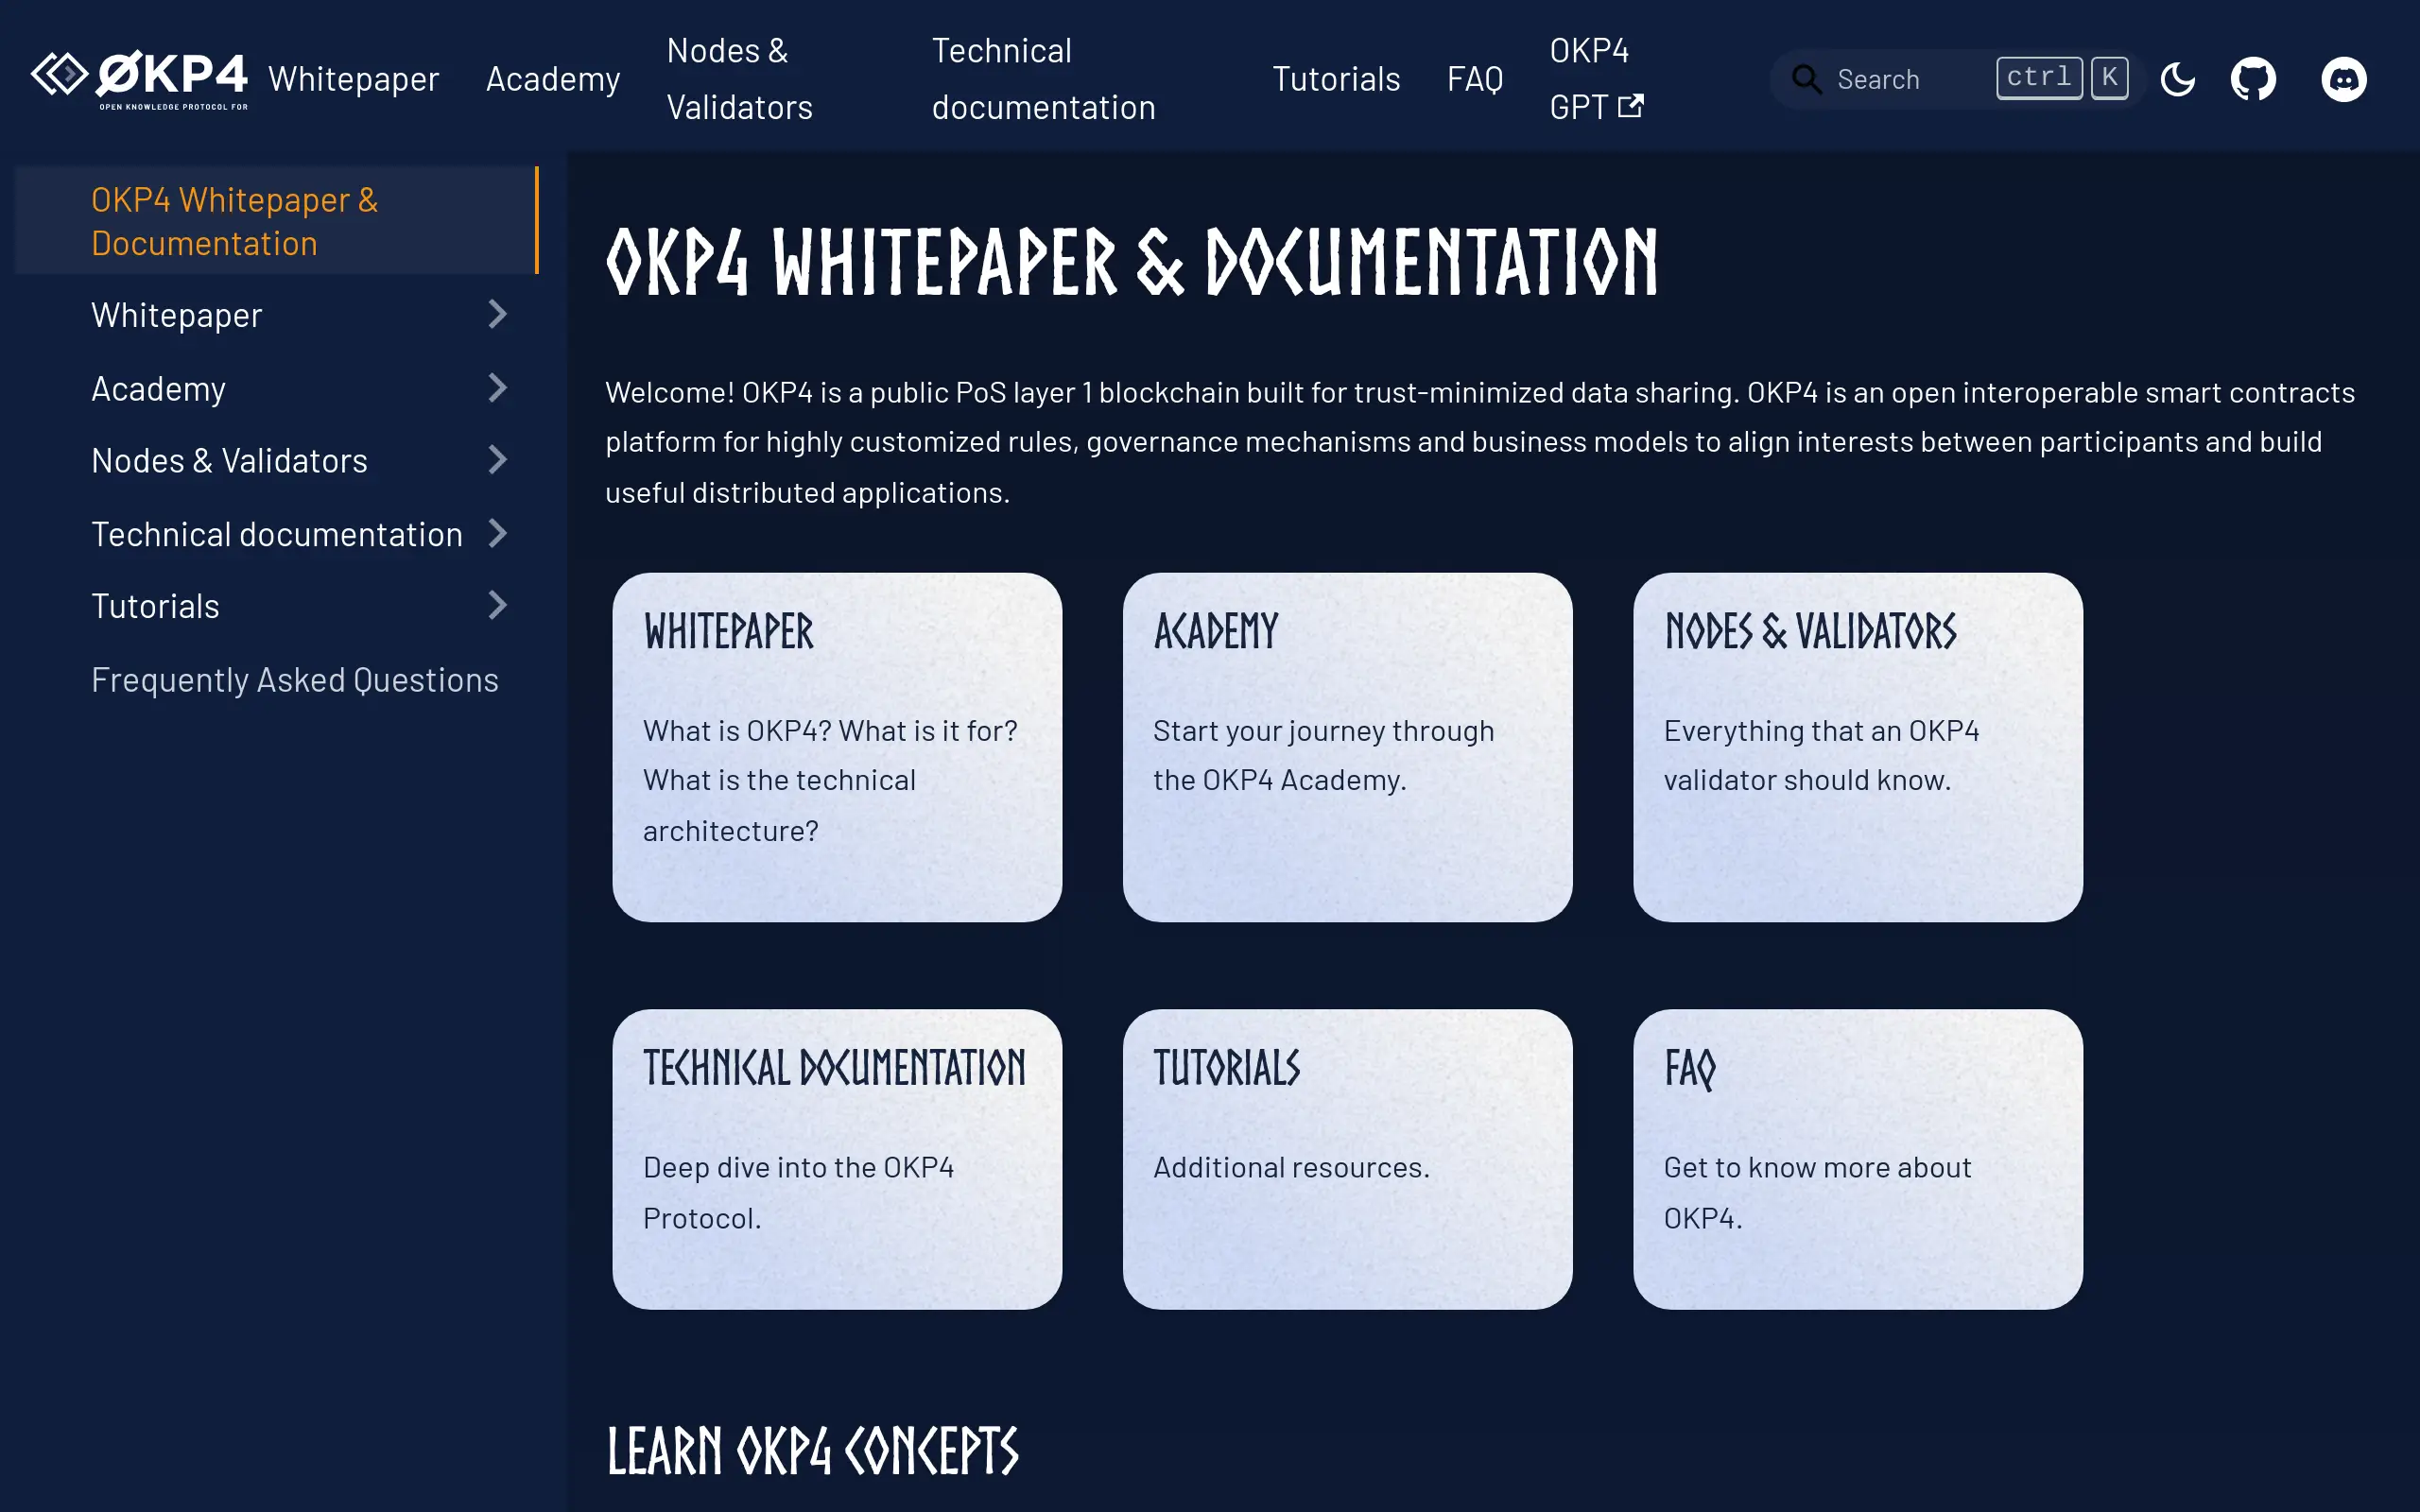 ØKP4
OPEN KNOWLEDGE PROTOCOL FOR
Whitepaper
Academy
Nodes &
Validators
Technical
documentation
Tutorials
FAQ
OKP4
GPT
Search
ctrl
K
OKP4 Whitepaper &
Documentation
Whitepaper
Academy
Nodes & Validators
Technical documentation
Tutorials
Frequently Asked Questions
OKP4 WHITEPAPER & DOCUMENTATION
Welcome! OKP4 is a public PoS layer 1 blockchain built for trust-minimized data sharing. OKP4 is an open interoperable smart contracts
platform for highly customized rules, governance mechanisms and business models to align interests between participants and build
useful distributed applications.
WHITEPAPER
What is OKP4? What is it for?
What is the technical
architecture?
ACADEMY
Start your journey through
the OKP4 Academy.
NODES & VALIDATORS
Everything that an OKP4
validator should know.
TECHNICAL DOCUMENTATION
Deep dive into the OKP4
Protocol.
TUTORIALS
Additional resources.
FAQ
Get to know more about
OKP4.
LEARN OKP4 CONCEPTS